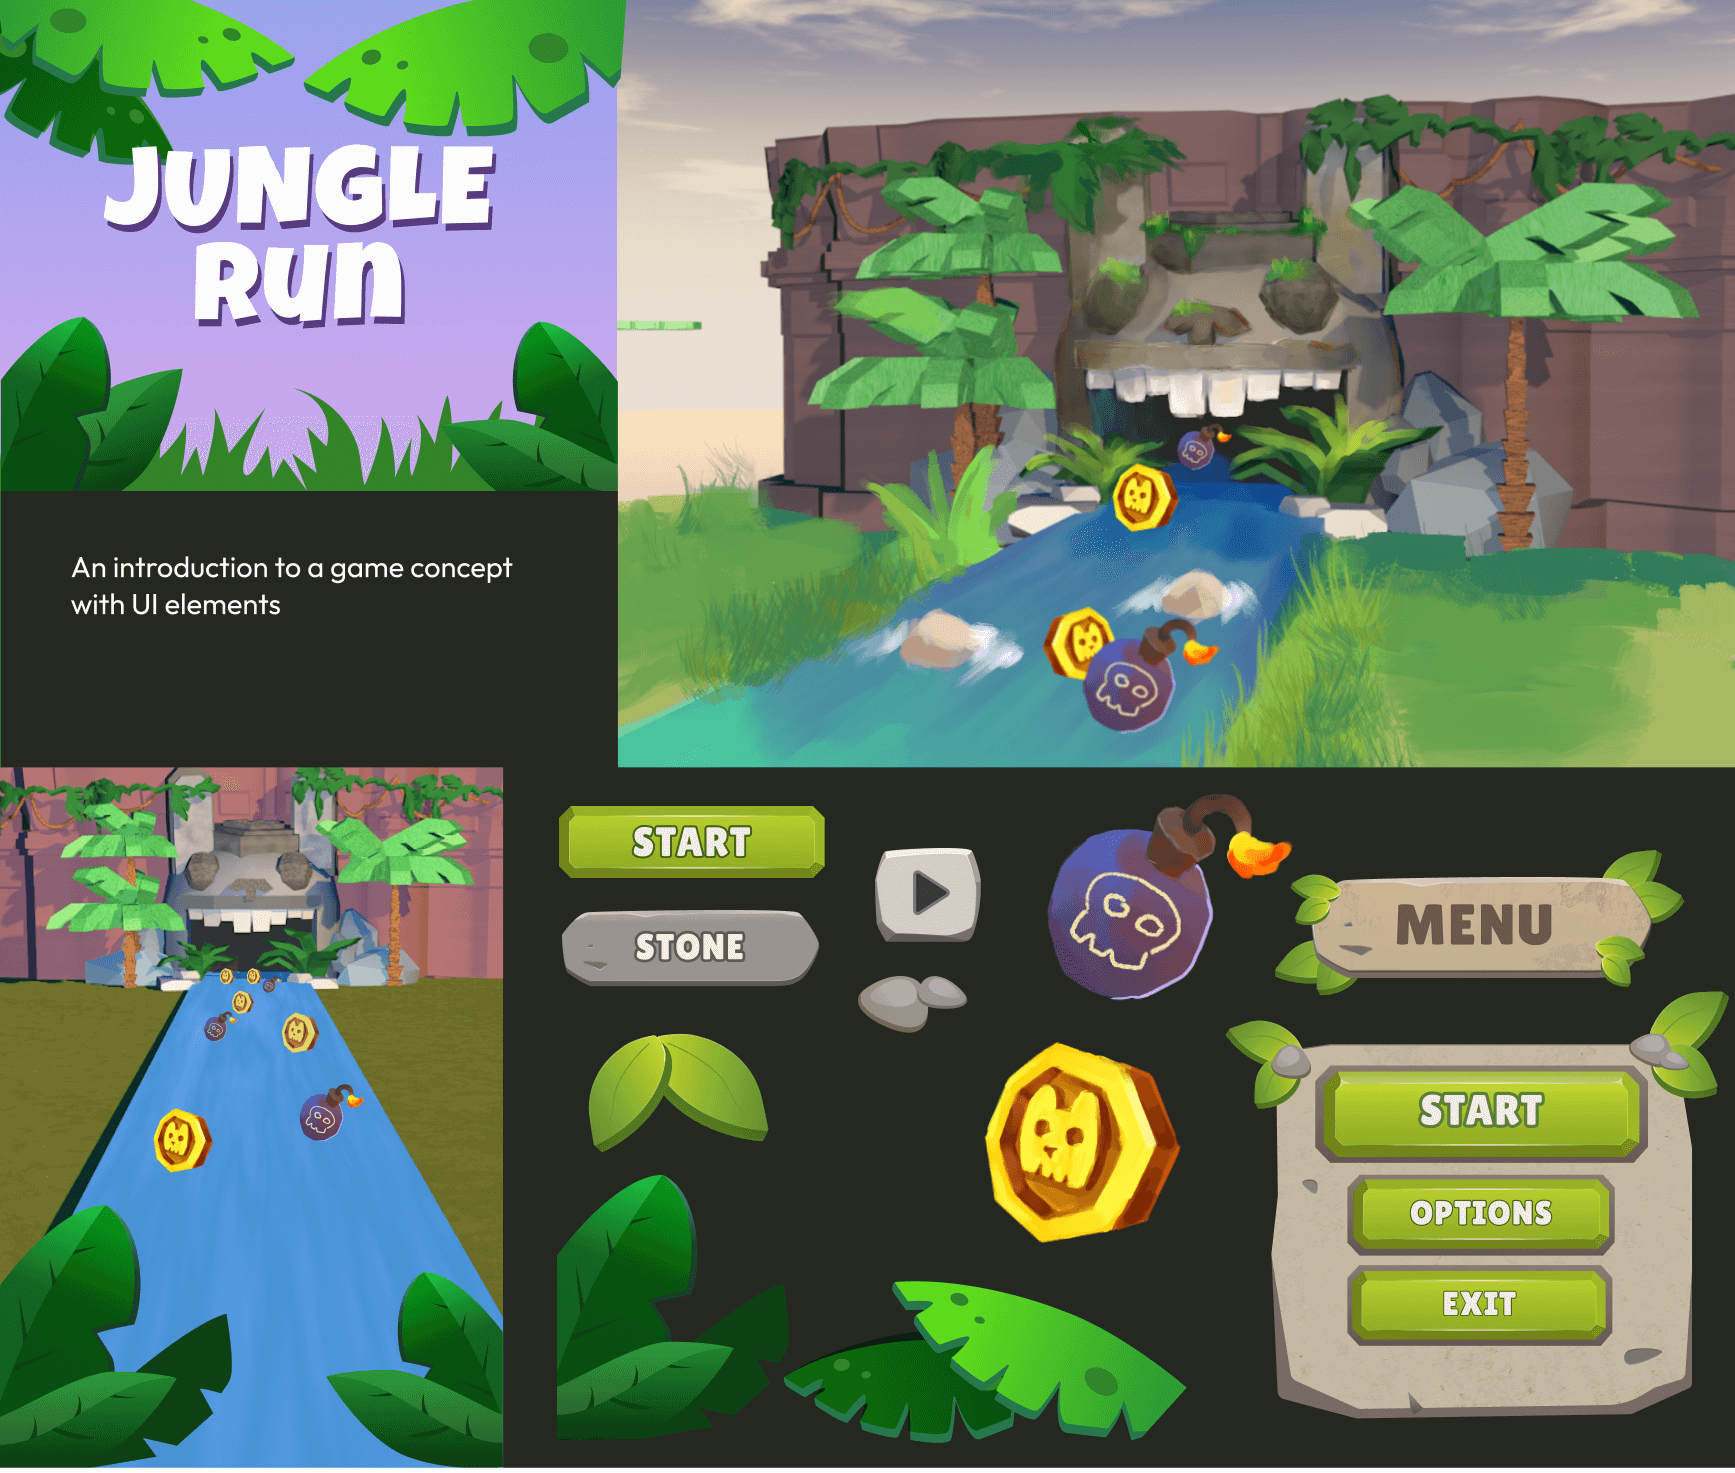 JUNGLE
RUN
An introduction to a game concept
with UI elements
START
STONE
MENU
START
OPTIONS
EXIT